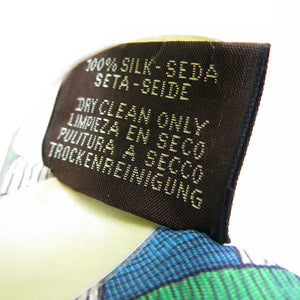 100% SILK-SEDA
SETA-SEIDE
DRY CLEAN ONLY
LIMPIEZA EN SECO
PULITURA A SECCO
TROCKENREINIGUNG